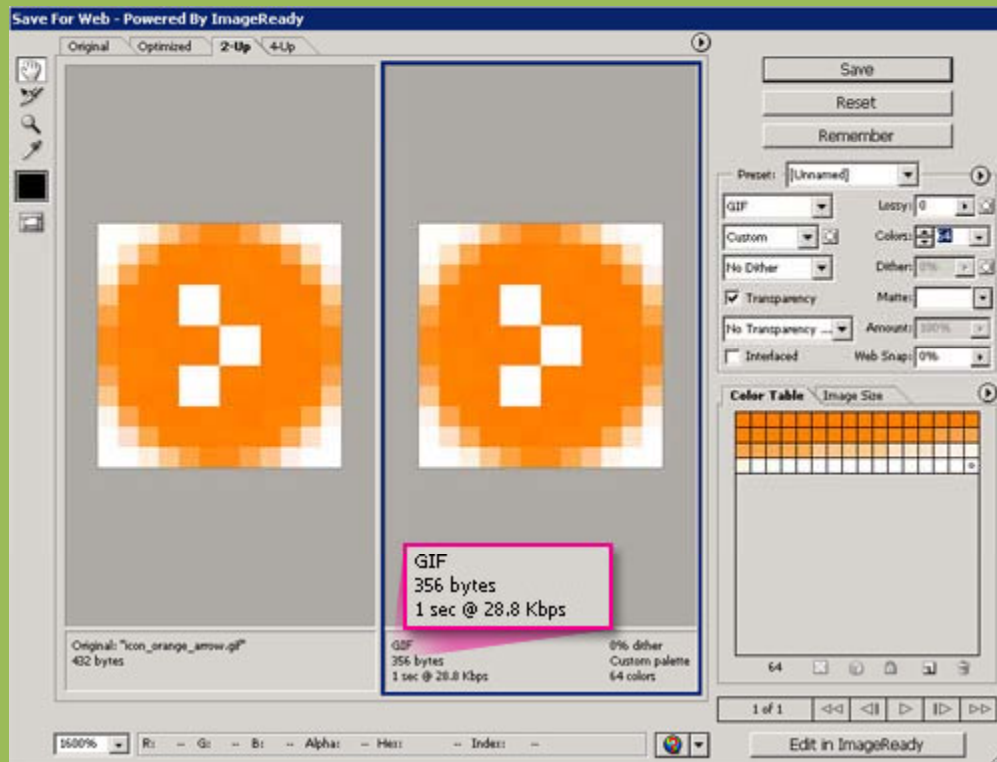 Save For Web - Powered By ImageReady
Original Optimized 2-Up 4-Up
Save
Reset
Remember
Preset: [Unnamed]
GIF Lossy: 0
Custom Colors: 64
No Dither Dither: 0%
Transparency Matte:
No Transparency ... Amount: 100%
Interlaced Web Snap: 0%
Color Table Image Size
64
1 of 1
GIF
356 bytes
1 sec @ 28.8 Kbps
Original: "icon_orange_arrow.gif"
432 bytes
GIF 0% dither
356 bytes Custom palette
1 sec @ 28.8 Kbps 64 colors
1600% R: -- G: -- B: -- Alpha: -- Hex: -- Index: --
Edit in ImageReady